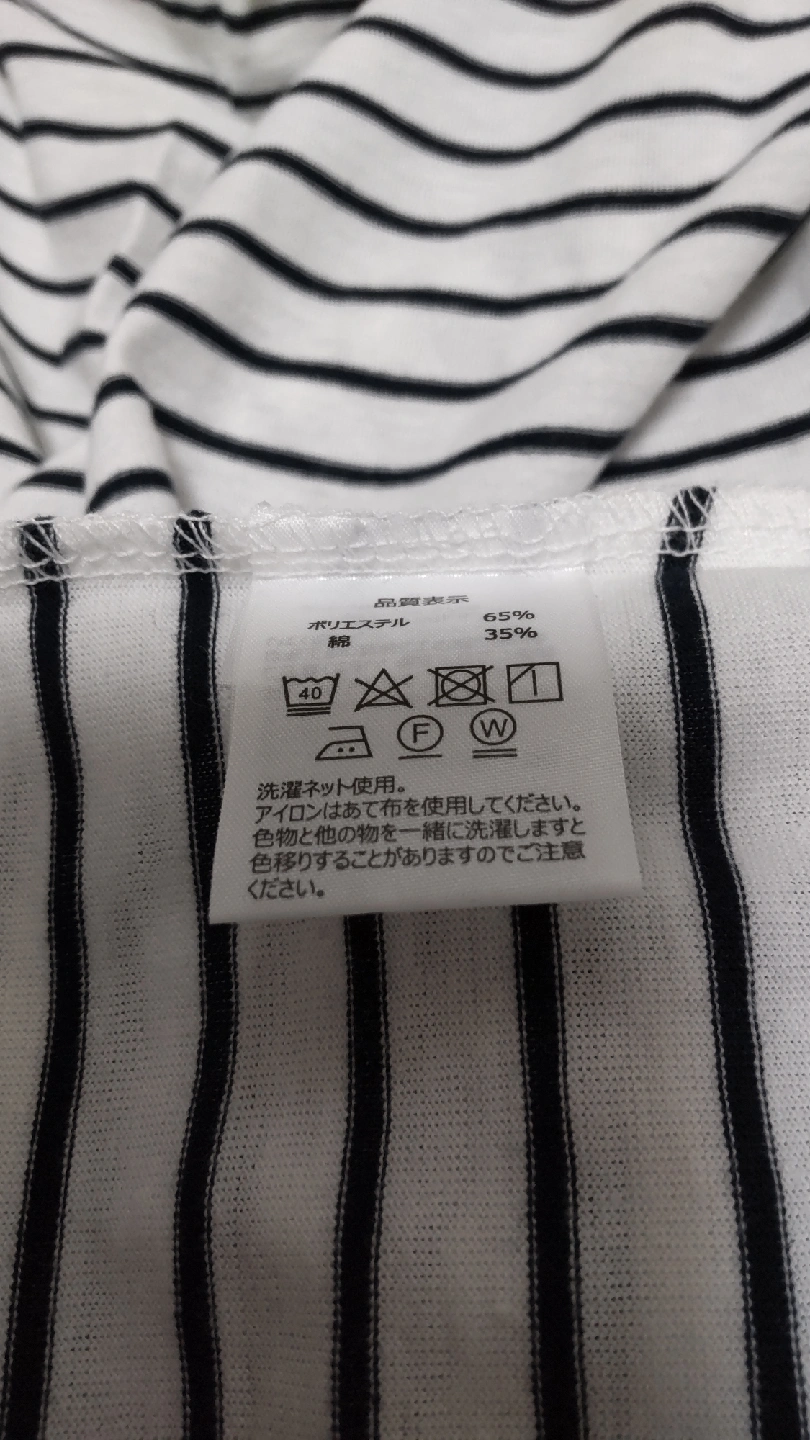 品質表示
ポリエステル 65%
綿 35%
40
F W
洗濯ネット使用。
アイロンはあて布を使用してください。
色物と他の物を一緒に洗濯しますと
色移りすることがありますのでご注意
ください。